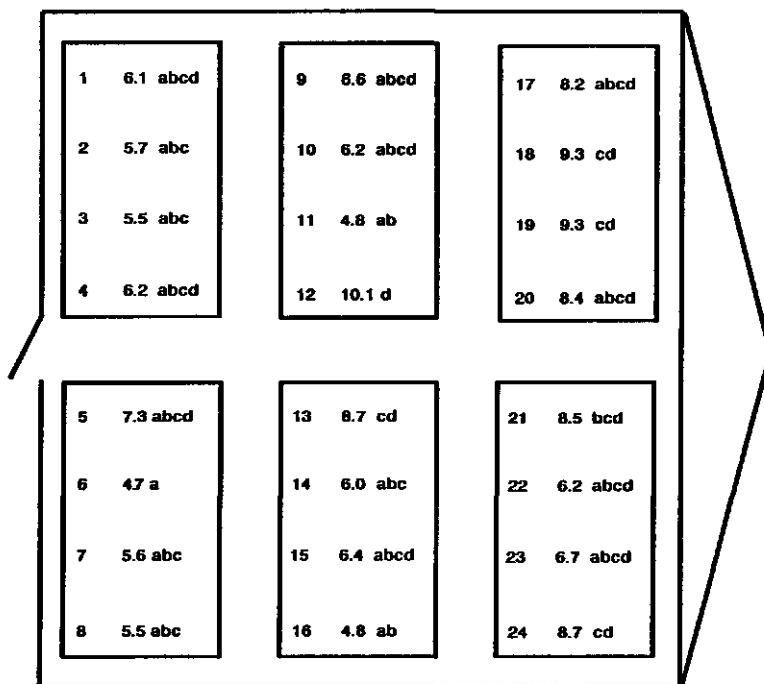 1 6.1 abcd
2 5.7 abc
3 5.5 abc
4 6.2 abcd
9 6.6 abcd
10 6.2 abcd
11 4.8 ab
12 10.1 d
17 8.2 abcd
18 9.3 cd
19 9.3 cd
20 8.4 abcd
5 7.3 abcd
6 4.7 a
7 5.6 abc
8 5.5 abc
13 8.7 cd
14 6.0 abc
15 6.4 abcd
16 4.8 ab
21 8.5 bcd
22 6.2 abcd
23 6.7 abcd
24 8.7 cd